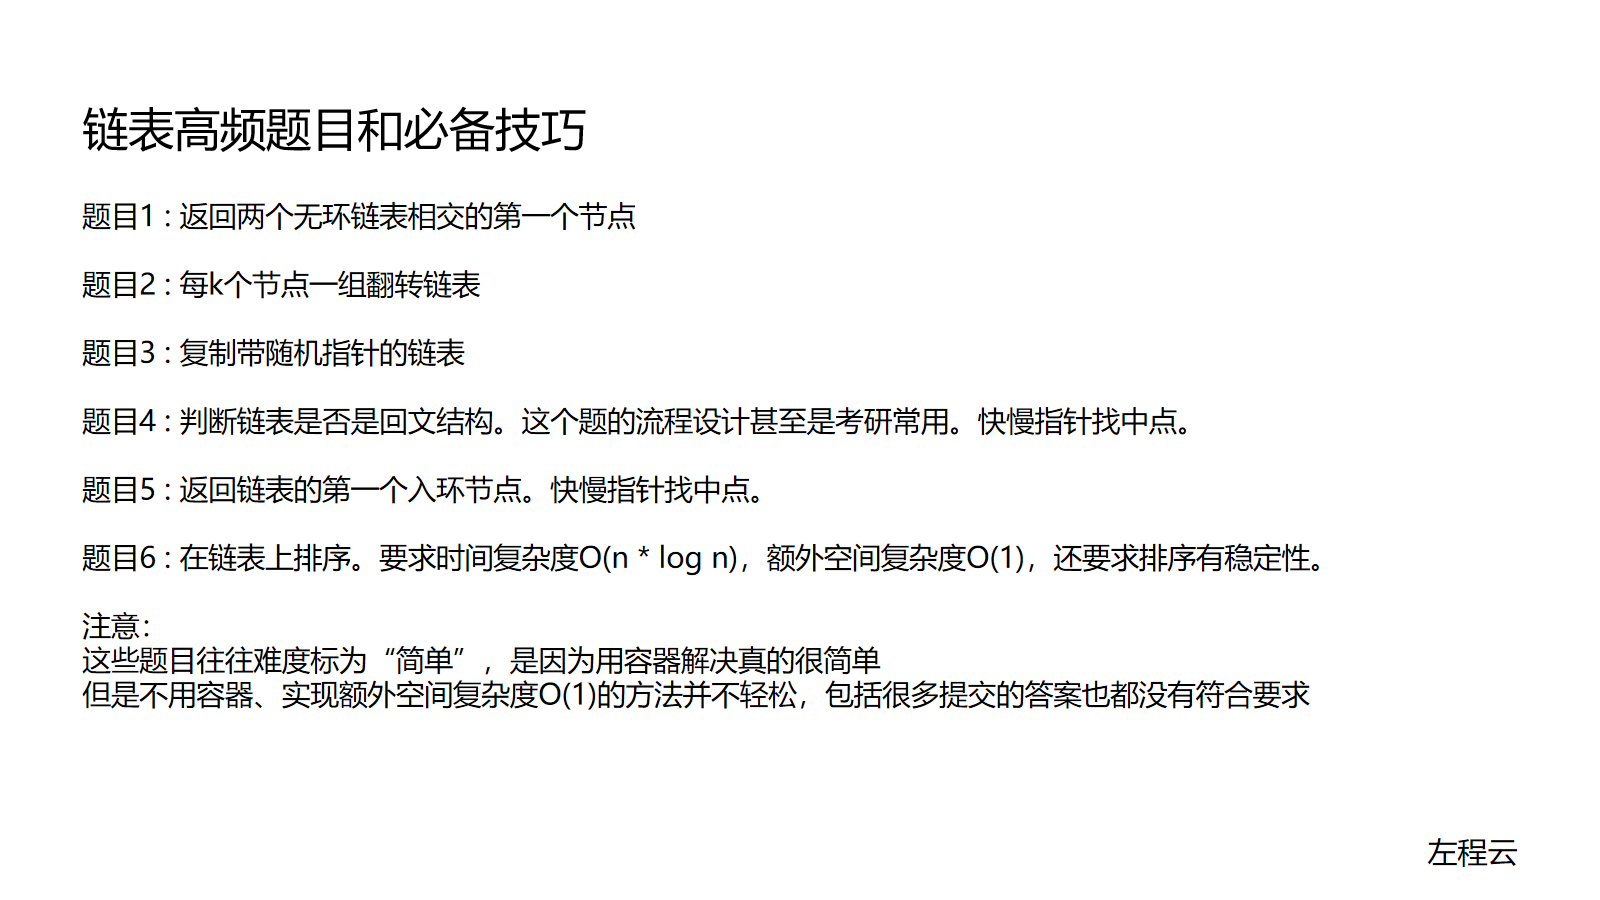 链表高频题目和必备技巧
题目1 : 返回两个无环链表相交的第一个节点
题目2 : 每k个节点一组翻转链表
题目3 : 复制带随机指针的链表
题目4 : 判断链表是否是回文结构。这个题的流程设计甚至是考研常用。快慢指针找中点。
题目5 : 返回链表的第一个入环节点。快慢指针找中点。
题目6 : 在链表上排序。要求时间复杂度O(n * log n)，额外空间复杂度O(1)，还要求排序有稳定性。
注意：
这些题目往往难度标为“简单”，是因为用容器解决真的很简单
但是不用容器、实现额外空间复杂度O(1)的方法并不轻松，包括很多提交的答案也都没有符合要求
左程云